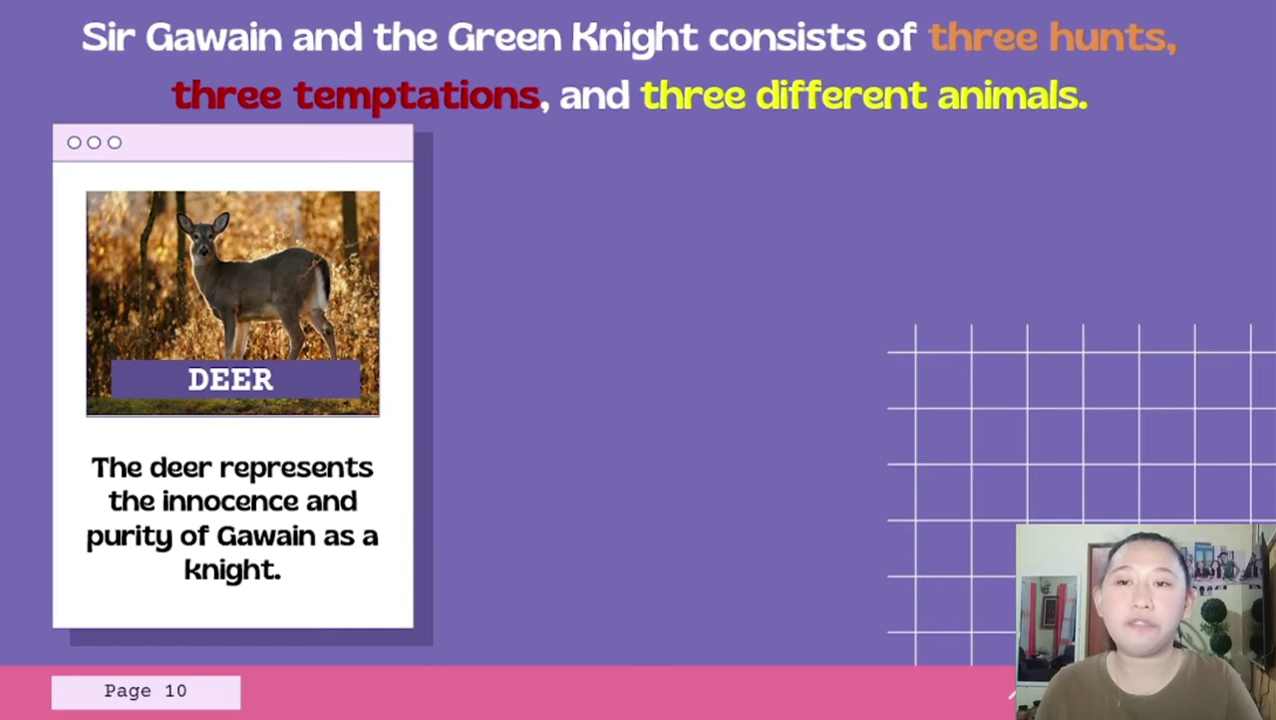 Sir Gawain and the Green Knight consists of three hunts,
three temptations, and three different animals.
DEER
The deer represents
the innocence and
purity of Gawain as a
knight.
Page 10